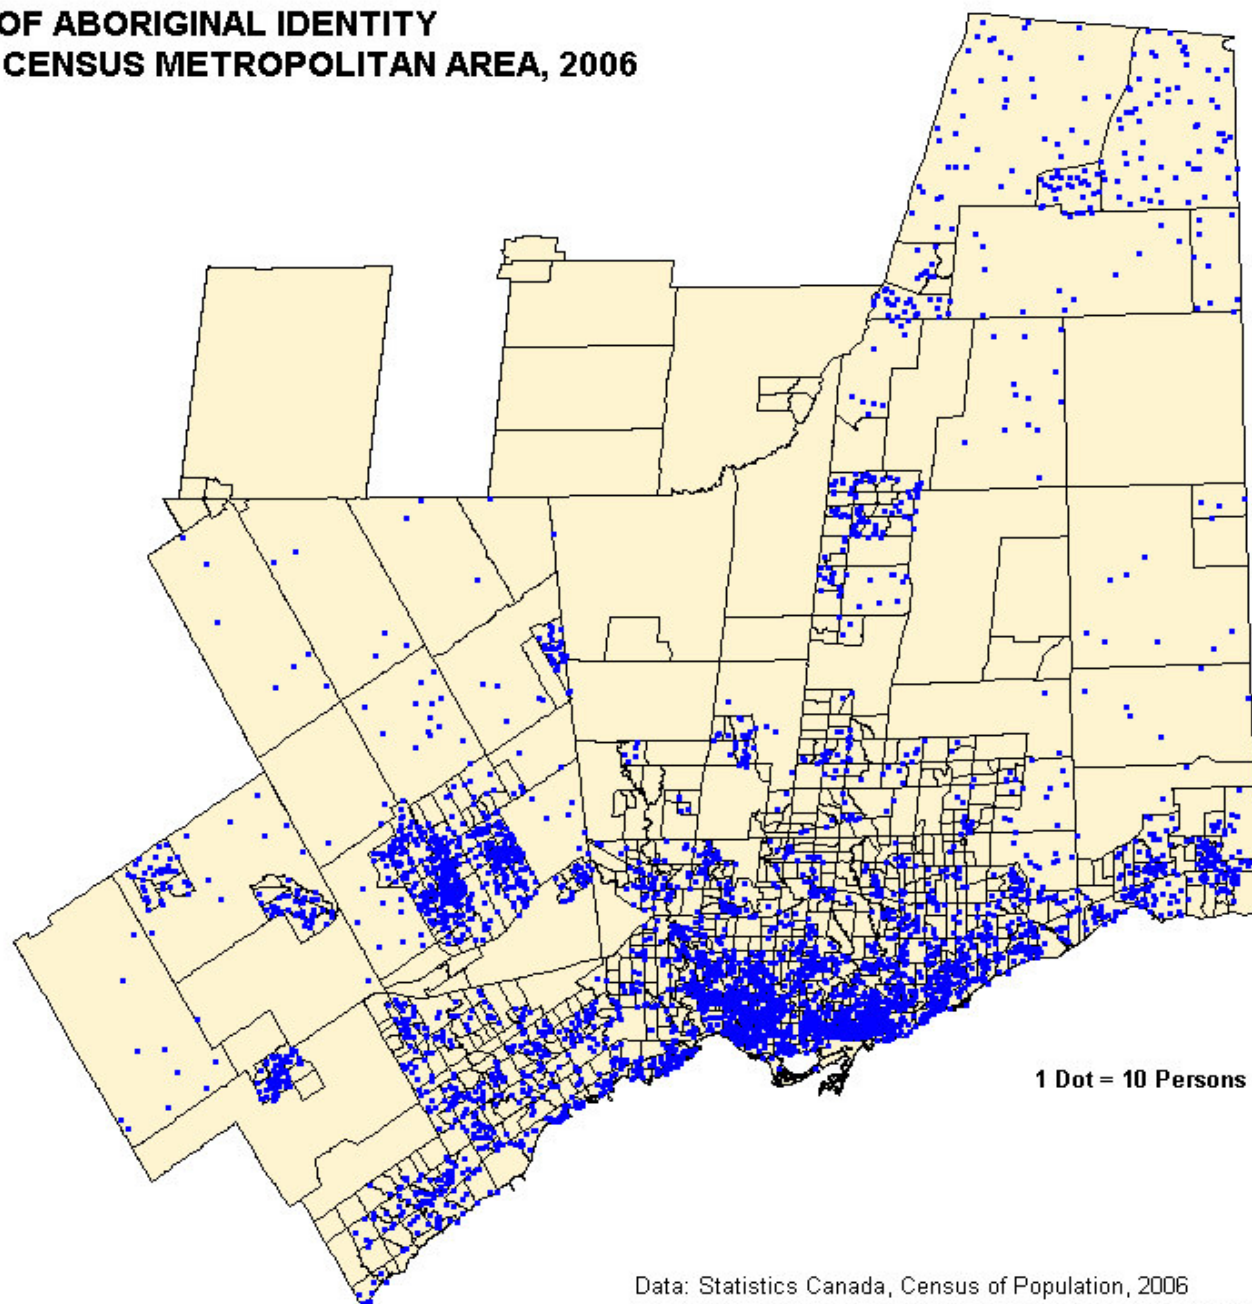 OF ABORIGINAL IDENTITY
CENSUS METROPOLITAN AREA, 2006
1 Dot = 10 Persons
Data: Statistics Canada, Census of Population, 2006